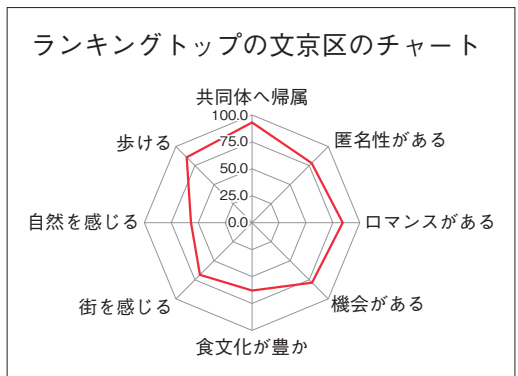 ランキングトップの文京区のチャート
共同体へ帰属
100.0
歩ける
75.0
匿名性がある
50.0
25.0
自然を感じる
0.0
ロマンスがある
街を感じる
機会がある
食文化が豊か